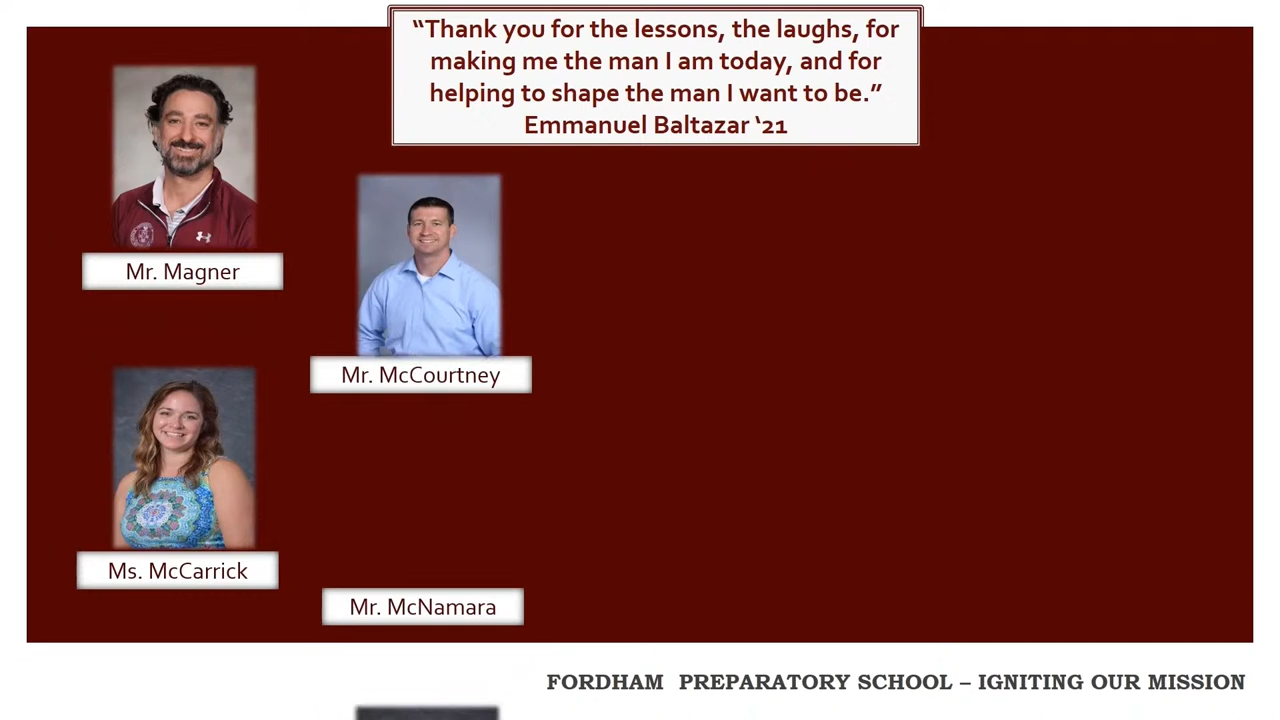 “Thank you for the lessons, the laughs, for
making me the man I am today, and for
helping to shape the man I want to be.”
Emmanuel Baltazar ‘21
Mr. Magner
Mr. McCourtney
Ms. McCarrick
Mr. McNamara
FORDHAM  PREPARATORY SCHOOL – IGNITING OUR MISSION